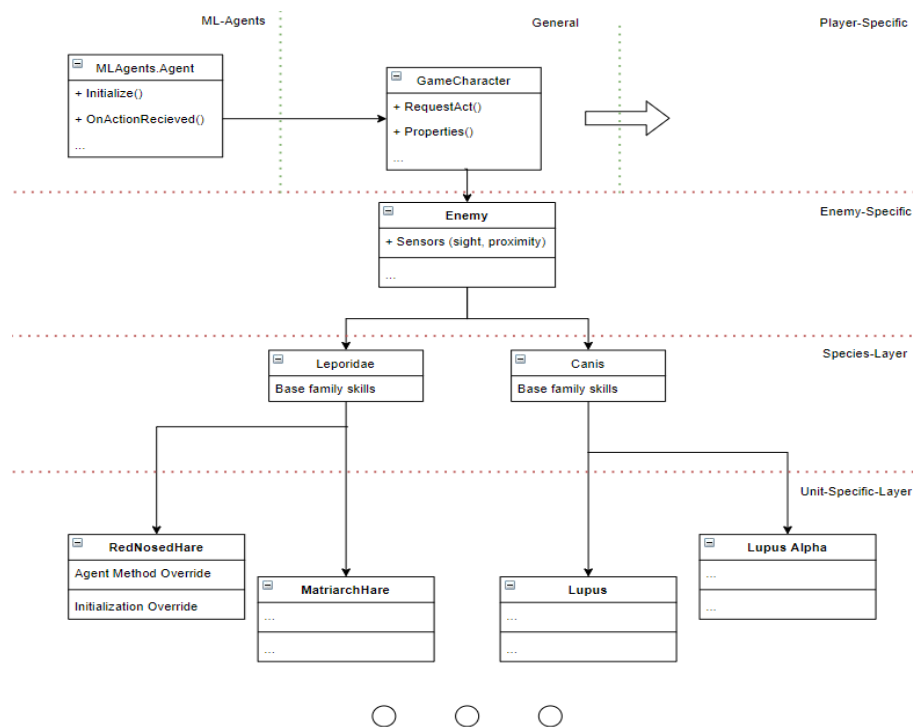 ML-Agents
General
Player-Specific
MLAgents.Agent
+ Initialize()
+ OnActionRecieved()
...
GameCharacter
+ RequestAct()
+ Properties()
...
Enemy-Specific
Enemy
+ Sensors (sight, proximity)
...
Species-Layer
Leporidae
Base family skills
Canis
Base family skills
Unit-Specific-Layer
RedNosedHare
Agent Method Override
Initialization Override
MatriarchHare
...
...
Lupus
...
...
Lupus Alpha
...
...